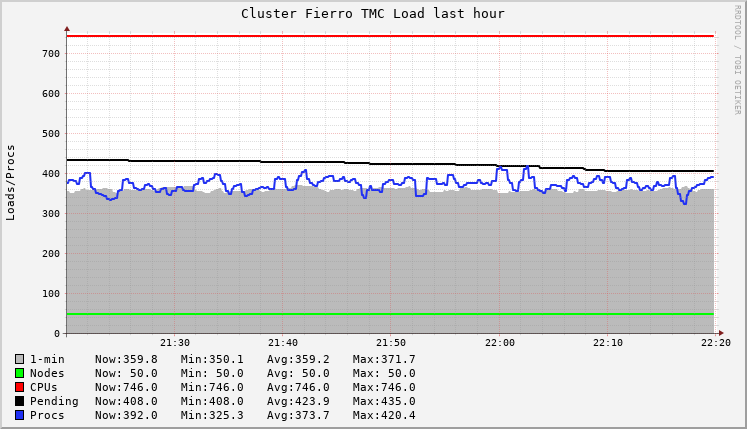 Cluster Fierro TMC Load last hour
RRDTOOL / TOBI OETIKER
Loads/Procs
700
600
500
400
300
200
100
0
21:30 21:40 21:50 22:00 22:10 22:20
1-min Now:359.8 Min:350.1 Avg:359.2 Max:371.7
Nodes Now: 50.0 Min: 50.0 Avg: 50.0 Max: 50.0
CPUs Now:746.0 Min:746.0 Avg:746.0 Max:746.0
Pending Now:408.0 Min:408.0 Avg:423.9 Max:435.0
Procs Now:392.0 Min:325.3 Avg:373.7 Max:420.4